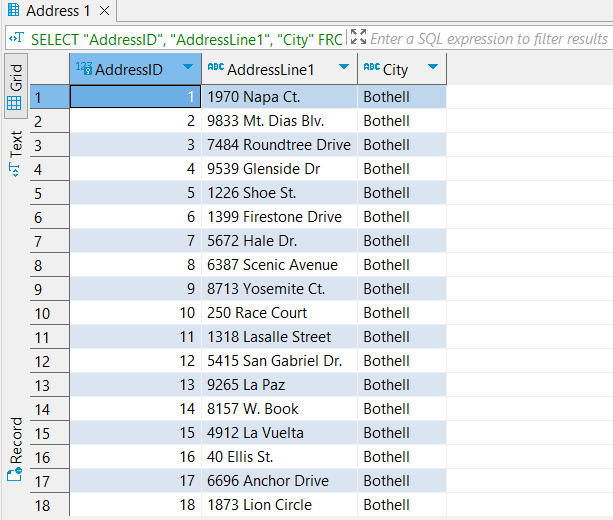 Address 1
SELECT "AddressID", "AddressLine1", "City" FRC Enter a SQL expression to filter results
Grid
Text
Record
123 AddressID ABC AddressLine1 ABC City
1 1 1970 Napa Ct. Bothell
2 2 9833 Mt. Dias Blv. Bothell
3 3 7484 Roundtree Drive Bothell
4 4 9539 Glenside Dr Bothell
5 5 1226 Shoe St. Bothell
6 6 1399 Firestone Drive Bothell
7 7 5672 Hale Dr. Bothell
8 8 6387 Scenic Avenue Bothell
9 9 8713 Yosemite Ct. Bothell
10 10 250 Race Court Bothell
11 11 1318 Lasalle Street Bothell
12 12 5415 San Gabriel Dr. Bothell
13 13 9265 La Paz Bothell
14 14 8157 W. Book Bothell
15 15 4912 La Vuelta Bothell
16 16 40 Ellis St. Bothell
17 17 6696 Anchor Drive Bothell
18 18 1873 Lion Circle Bothell